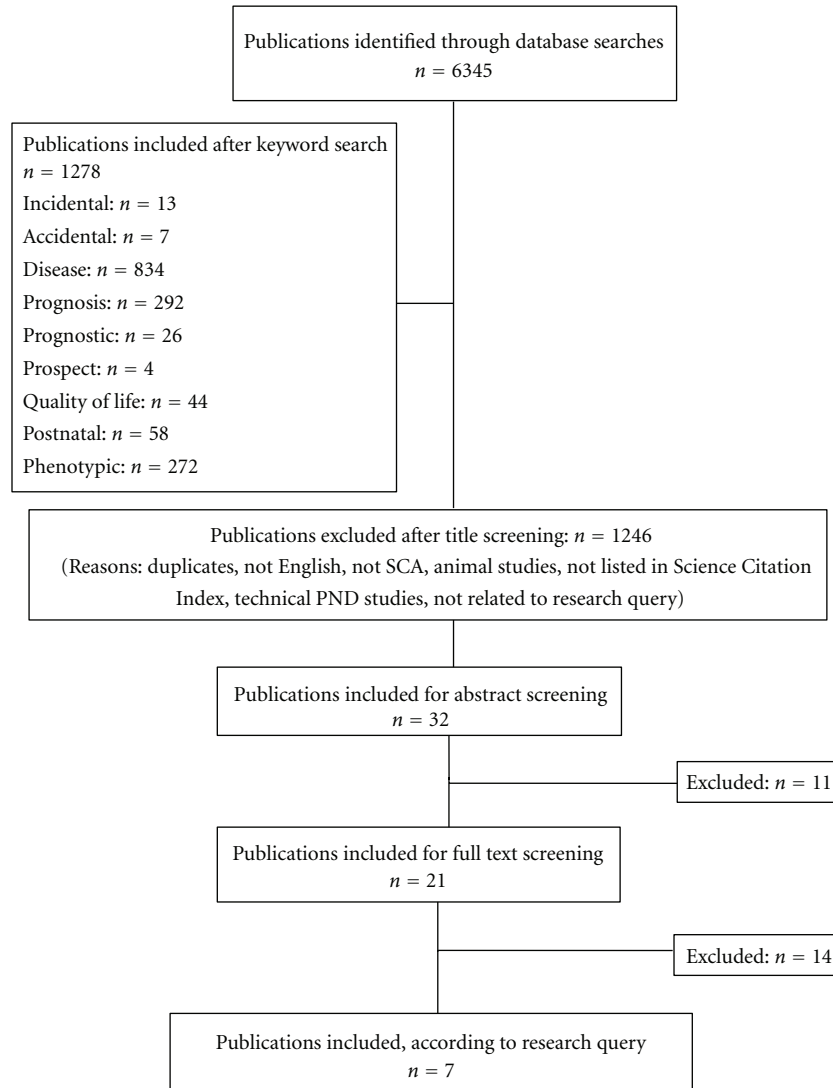 Publications identified through database searches
n = 6345
Publications included after keyword search
n = 1278
Incidental: n = 13
Accidental: n = 7
Disease: n = 834
Prognosis: n = 292
Prognostic: n = 26
Prospect: n = 4
Quality of life: n = 44
Postnatal: n = 58
Phenotypic: n = 272
Publications excluded after title screening: n = 1246
(Reasons: duplicates, not English, not SCA, animal studies, not listed in Science Citation
Index, technical PND studies, not related to research query)
Publications included for abstract screening
n = 32
Excluded: n = 11
Publications included for full text screening
n = 21
Excluded: n = 14
Publications included, according to research query
n = 7